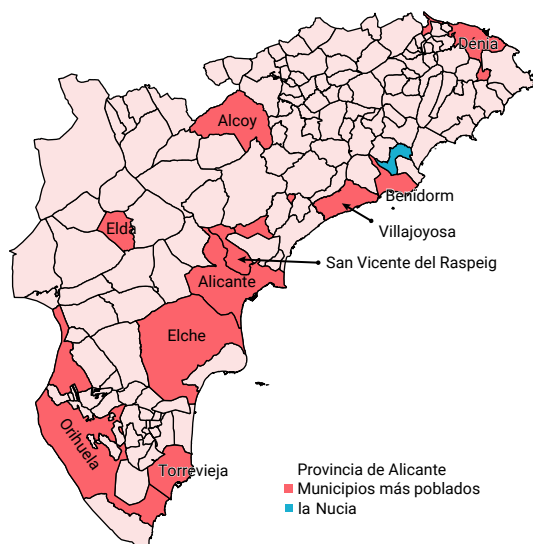 Dénia
Alcoy
Benidorm
Elda
Villajoyosa
San Vicente del Raspeig
Alicante
Elche
Orihuela
Torrevieja
Provincia de Alicante
Municipios más poblados
la Nucia